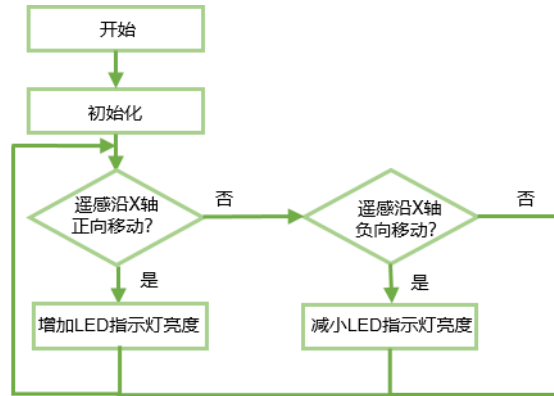 开始
初始化
遥感沿X轴
正向移动?
否
遥感沿X轴
负向移动?
否
是
是
增加LED指示灯亮度
减小LED指示灯亮度